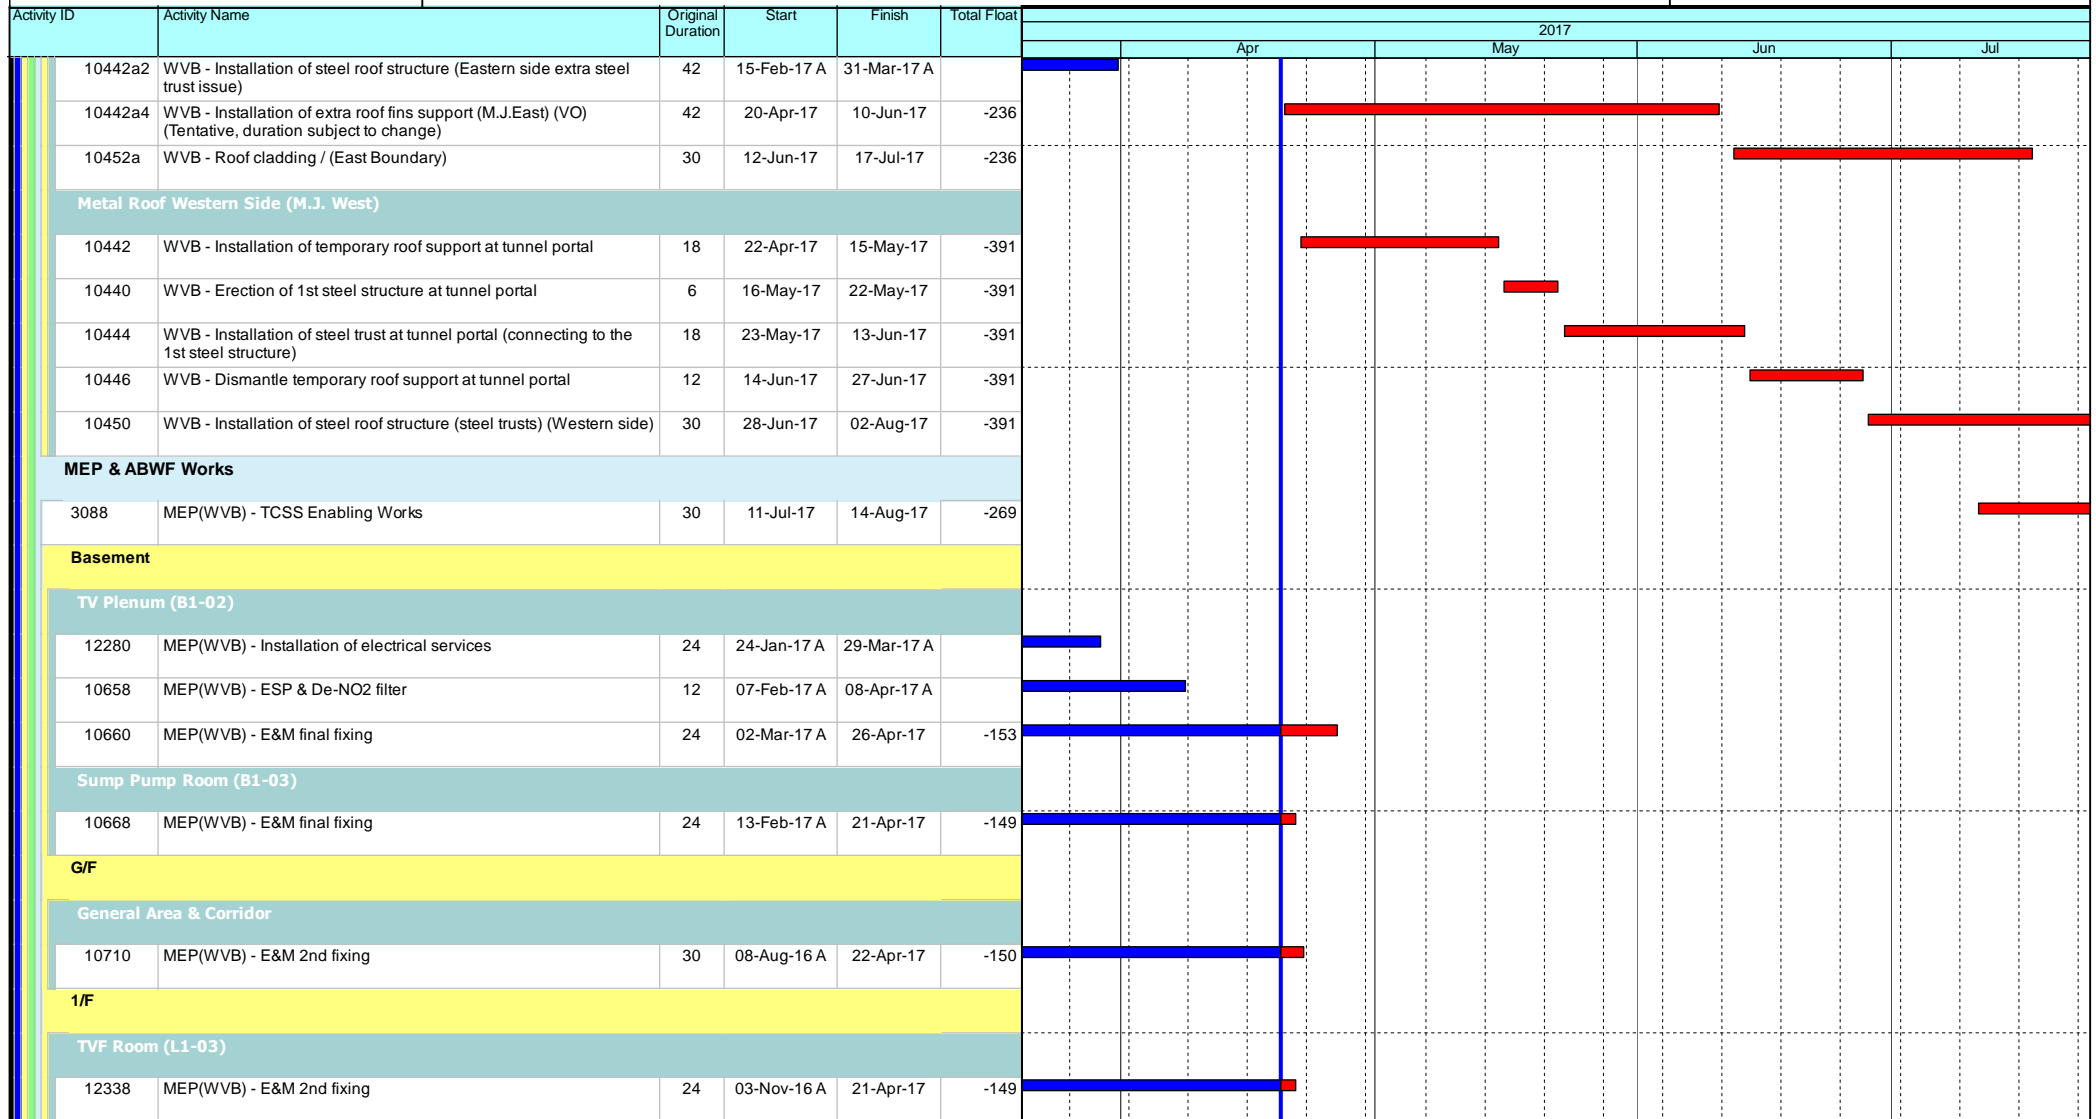 Activity ID Activity Name Original Duration Start Finish Total Float
2017
Apr May Jun Jul
10442a2 WVB - Installation of steel roof structure (Eastern side extra steel 42 15-Feb-17 A 31-Mar-17 A
trust issue)
10442a4 WVB - Installation of extra roof fins support (M.J.East) (VO) 42 20-Apr-17 10-Jun-17 -236
(Tentative, duration subject to change)
10452a WVB - Roof cladding / (East Boundary) 30 12-Jun-17 17-Jul-17 -236
Metal Roof Western Side (M.J. West)
10442 WVB - Installation of temporary roof support at tunnel portal 18 22-Apr-17 15-May-17 -391
10440 WVB - Erection of 1st steel structure at tunnel portal 6 16-May-17 22-May-17 -391
10444 WVB - Installation of steel trust at tunnel portal (connecting to the 18 23-May-17 13-Jun-17 -391
1st steel structure)
10446 WVB - Dismantle temporary roof support at tunnel portal 12 14-Jun-17 27-Jun-17 -391
10450 WVB - Installation of steel roof structure (steel trusts) (Western side) 30 28-Jun-17 02-Aug-17 -391
MEP & ABWF Works
3088 MEP(WVB) - TCSS Enabling Works 30 11-Jul-17 14-Aug-17 -269
Basement
TV Plenum (B1-02)
12280 MEP(WVB) - Installation of electrical services 24 24-Jan-17 A 29-Mar-17 A
10658 MEP(WVB) - ESP & De-NO2 filter 12 07-Feb-17 A 08-Apr-17 A
10660 MEP(WVB) - E&M final fixing 24 02-Mar-17 A 26-Apr-17 -153
Sump Pump Room (B1-03)
10668 MEP(WVB) - E&M final fixing 24 13-Feb-17 A 21-Apr-17 -149
G/F
General Area & Corridor
10710 MEP(WVB) - E&M 2nd fixing 30 08-Aug-16 A 22-Apr-17 -150
1/F
TVF Room (L1-03)
12338 MEP(WVB) - E&M 2nd fixing 24 03-Nov-16 A 21-Apr-17 -149